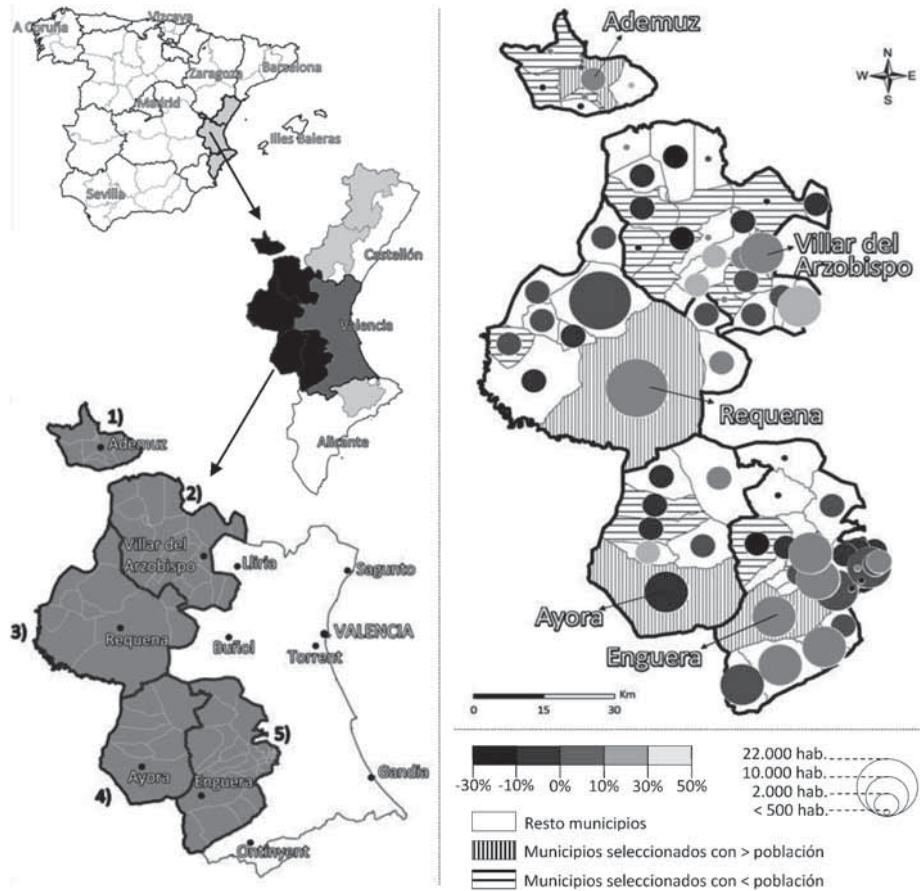 A Coruña
Vizcaya
Zaragoza
Barcelona
Madrid
Illes Baleras
Sevilla
Castellón
Valencia
Alicante
1)
Ademuz
2)
Villar del
Arzobispo
Llíria
Sagunto
3)
Requena
VALENCIA
Buñol
Torrent
5)
Ayora
4)
Enguera
Gandia
Ontinyent
Ademuz
N
W E
S
Villar del
Arzobispo
Requena
Ayora
Enguera
Km
0 15 30
-30% -10% 0% 10% 30% 50%
22.000 hab.
10.000 hab.
2.000 hab.
< 500 hab.
Resto municipios
Municipios seleccionados con > población
Municipios seleccionados con < población